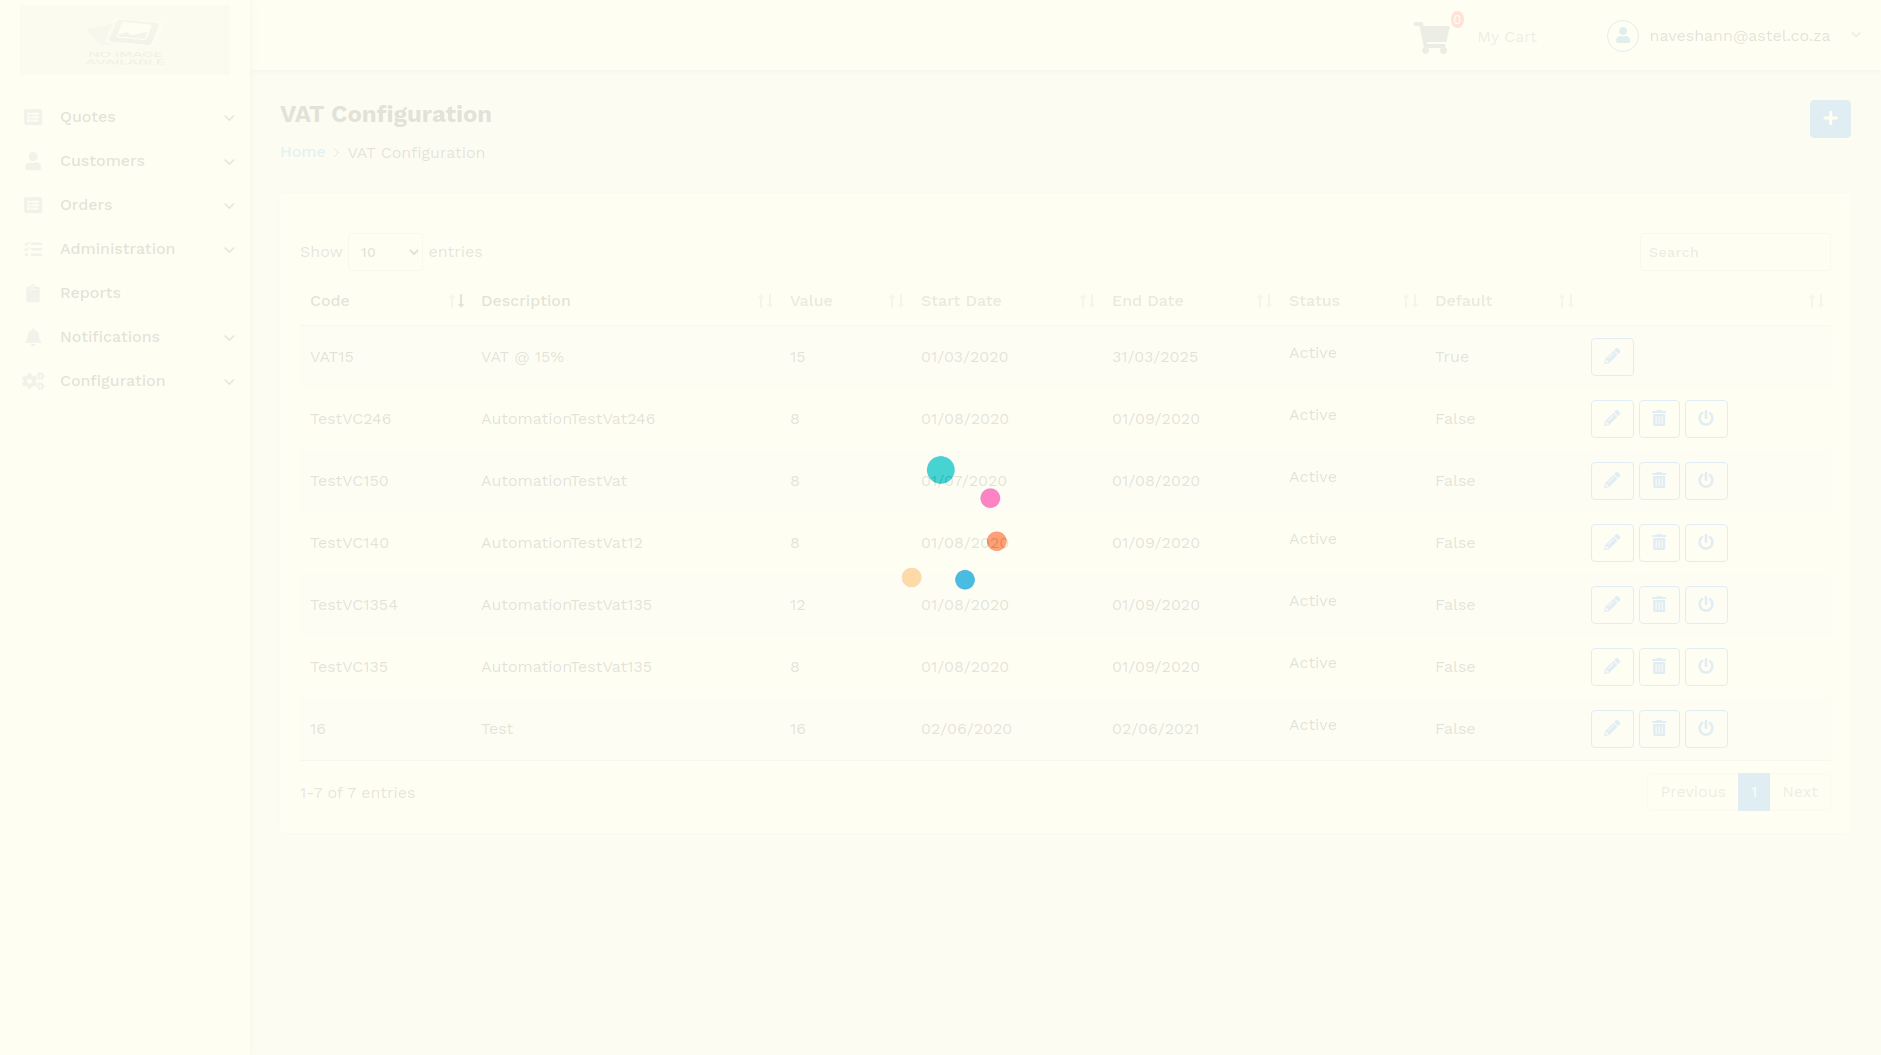 NO IMAGE
AVAILABLE
0
My Cart
naveshann@astel.co.za
Quotes
Customers
Orders
Administration
Reports
Notifications
Configuration
VAT Configuration
Home > VAT Configuration
Show 10 entries
Search
Code Description Value Start Date End Date Status Default
VAT15 VAT @ 15% 15 01/03/2020 31/03/2025 Active True
TestVC246 AutomationTestVat246 8 01/08/2020 01/09/2020 Active False
TestVC150 AutomationTestVat 8 01/07/2020 01/08/2020 Active False
TestVC140 AutomationTestVat12 8 01/08/2020 01/09/2020 Active False
TestVC1354 AutomationTestVat135 12 01/08/2020 01/09/2020 Active False
TestVC135 AutomationTestVat135 8 01/08/2020 01/09/2020 Active False
16 Test 16 02/06/2020 02/06/2021 Active False
1-7 of 7 entries
Previous 1 Next